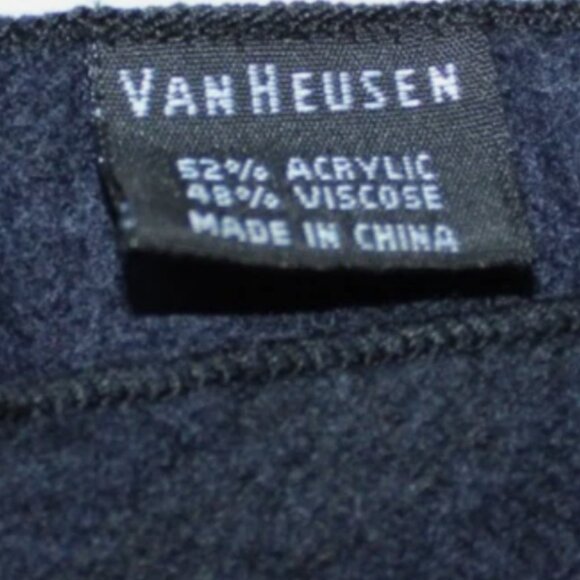 VAN HEUSEN
52% ACRYLIC
48% VISCOSE
MADE IN CHINA